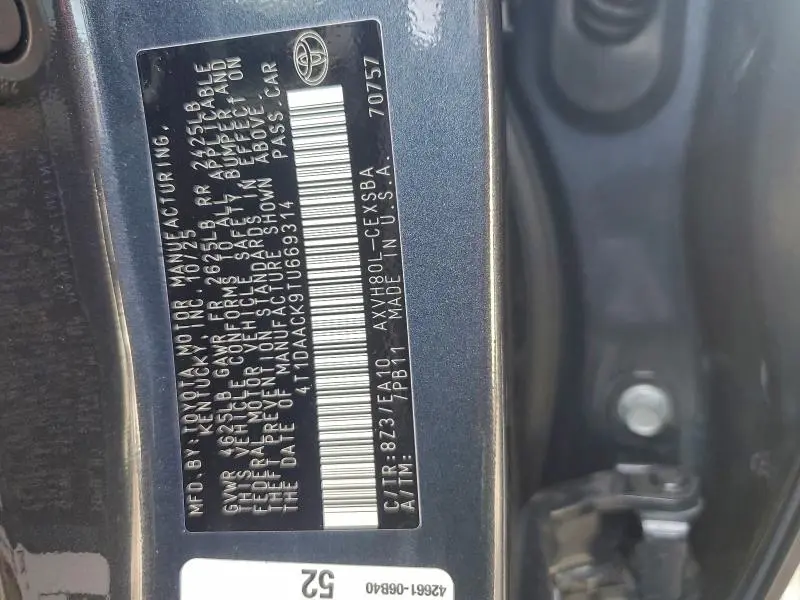 MFD. BY: TOYOTA MOTOR MANUFACTURING,
KENTUCKY, INC. 10/25
GVWR 4625LB GAWR FR 2625LB RR 2425LB
THIS VEHICLE CONFORMS TO ALL APPLICABLE
FEDERAL MOTOR VEHICLE SAFETY, BUMPER, AND
THEFT PREVENTION STANDARDS IN EFFECT ON
THE DATE OF MANUFACTURE SHOWN ABOVE.
4T1DAACK9TU669314 PASS.CAR
C/TR:8Z3/EA10 AXVH80L-CEXSBA 70757
A/TM: /PB11 MADE IN U.S.A.
52
42661-06B40